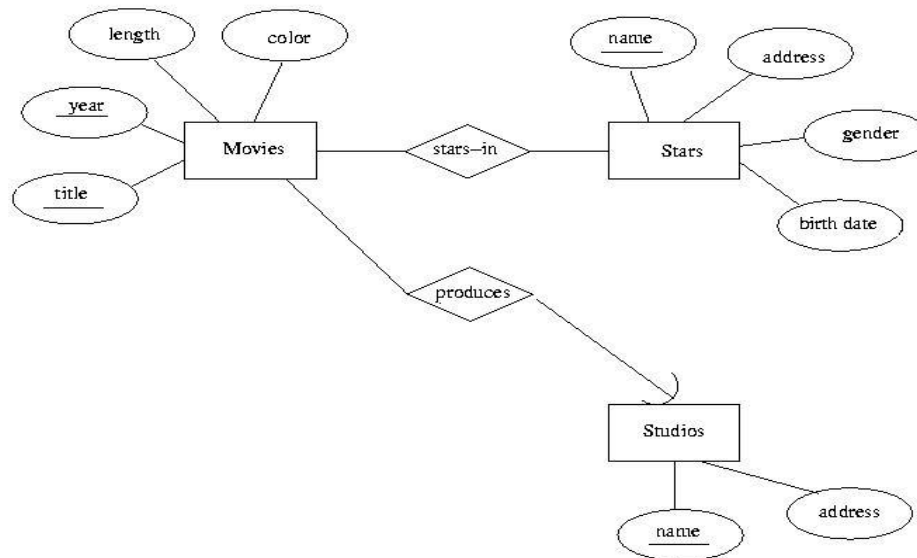 length
color
name
address
year
Movies
stars-in
Stars
gender
title
birth date
produces
Studios
name
address